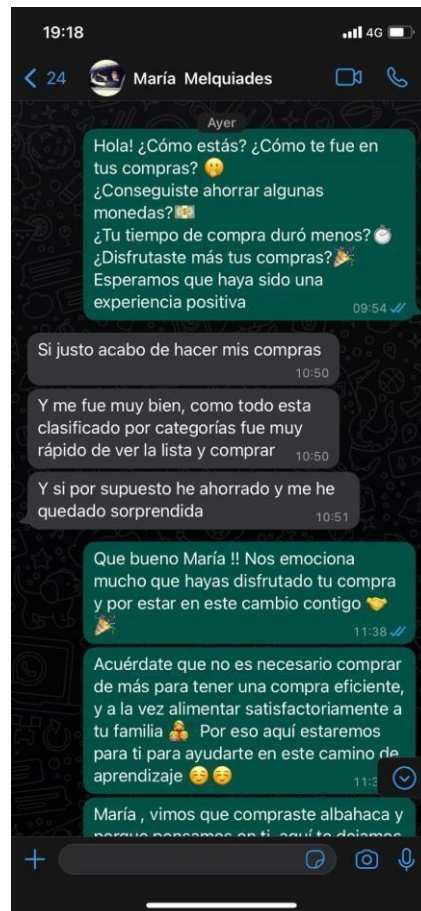 19:18
4G
24
María Melquiades
Ayer
Hola! ¿Cómo estás? ¿Cómo te fue en
tus compras? 🤫
¿Conseguiste ahorrar algunas
monedas?💵
¿Tu tiempo de compra duró menos?⏱
¿Disfrutaste más tus compras?🎉
Esperamos que haya sido una
experiencia positiva
09:54
Si justo acabo de hacer mis compras
10:50
Y me fue muy bien, como todo esta
clasificado por categorías fue muy
rápido de ver la lista y comprar
10:50
Y si por supuesto he ahorrado y me he
quedado sorprendida
10:51
Que bueno María !! Nos emociona
mucho que hayas disfrutado tu compra
y por estar en este cambio contigo 🤝
🎉
11:38
Acuérdate que no es necesario comprar
de más para tener una compra eficiente,
y a la vez alimentar satisfactoriamente a
tu familia 👨‍👩‍👧 Por eso aquí estaremos
para ti para ayudarte en este camino de
aprendizaje ☺️☺️
María , vimos que compraste albahaca y
porque pensamos en ti, aquí te dejamos